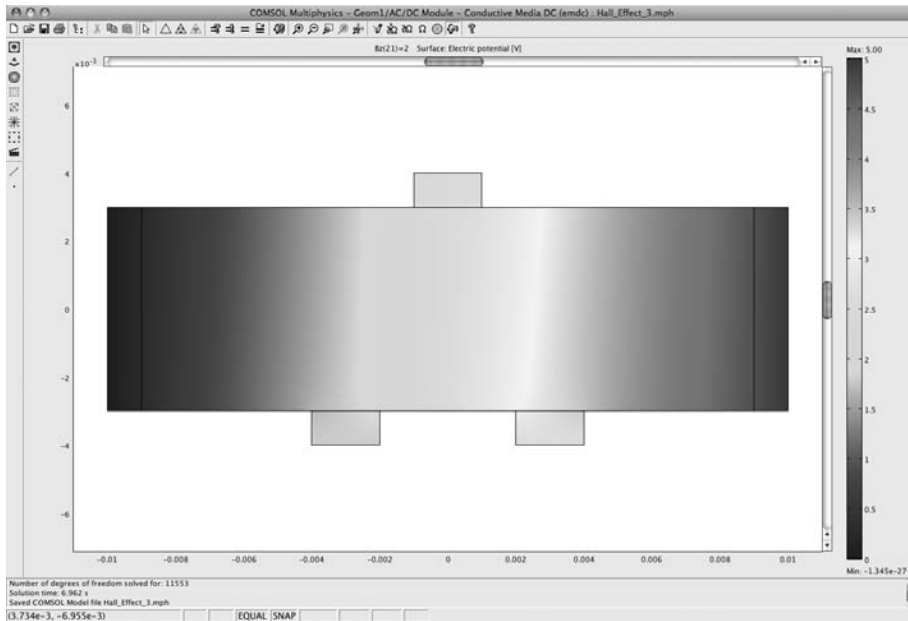 COMSOL Multiphysics – Geom1/AC/DC Module – Conductive Media DC (emdc) : Hall_Effect_3.mph
Bz(21)=2 Surface: Electric potential [V]
Max: 5.00
×10⁻³
6
4
2
0
−2
−4
−6
−0.01 −0.008 −0.006 −0.004 −0.002 0 0.002 0.004 0.006 0.008 0.01
5
4.5
4
3.5
3
2.5
2
1.5
1
0.5
0
Min: -1.345e-27
Number of degrees of freedom solved for: 11553
Solution time: 6.962 s
Saved COMSOL Model file Hall_Effect_3.mph
(3.734e-3, -6.955e-3) EQUAL SNAP